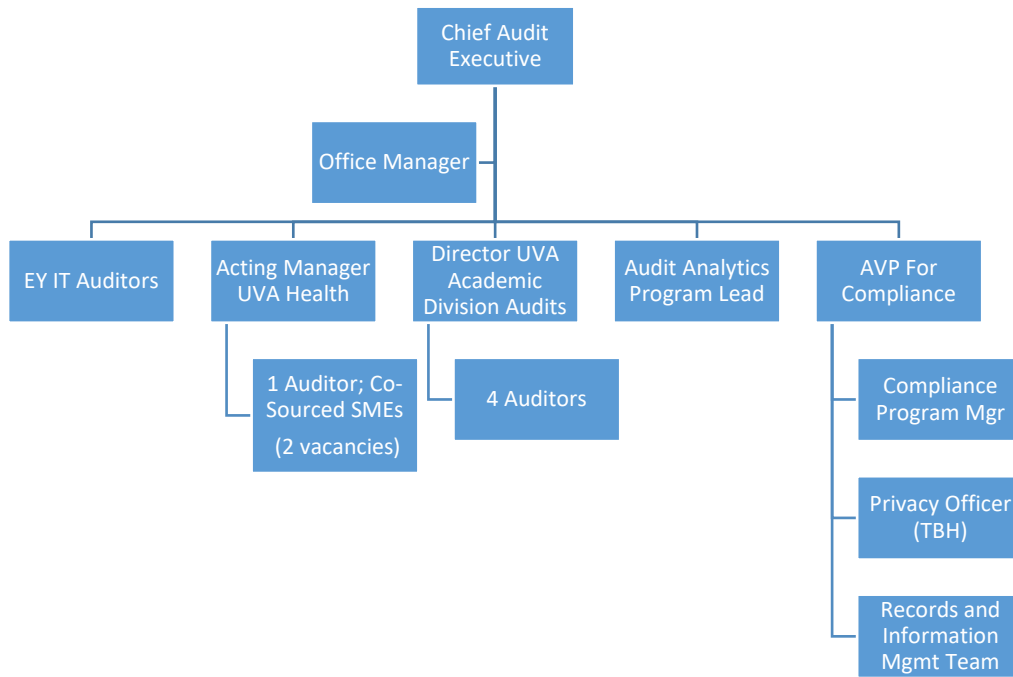 Chief Audit
Executive
Office Manager
EY IT Auditors
Acting Manager
UVA Health
Director UVA
Academic
Division Audits
Audit Analytics
Program Lead
AVP For
Compliance
1 Auditor; Co-
Sourced SMEs
(2 vacancies)
4 Auditors
Compliance
Program Mgr
Privacy Officer
(TBH)
Records and
Information
Mgmt Team